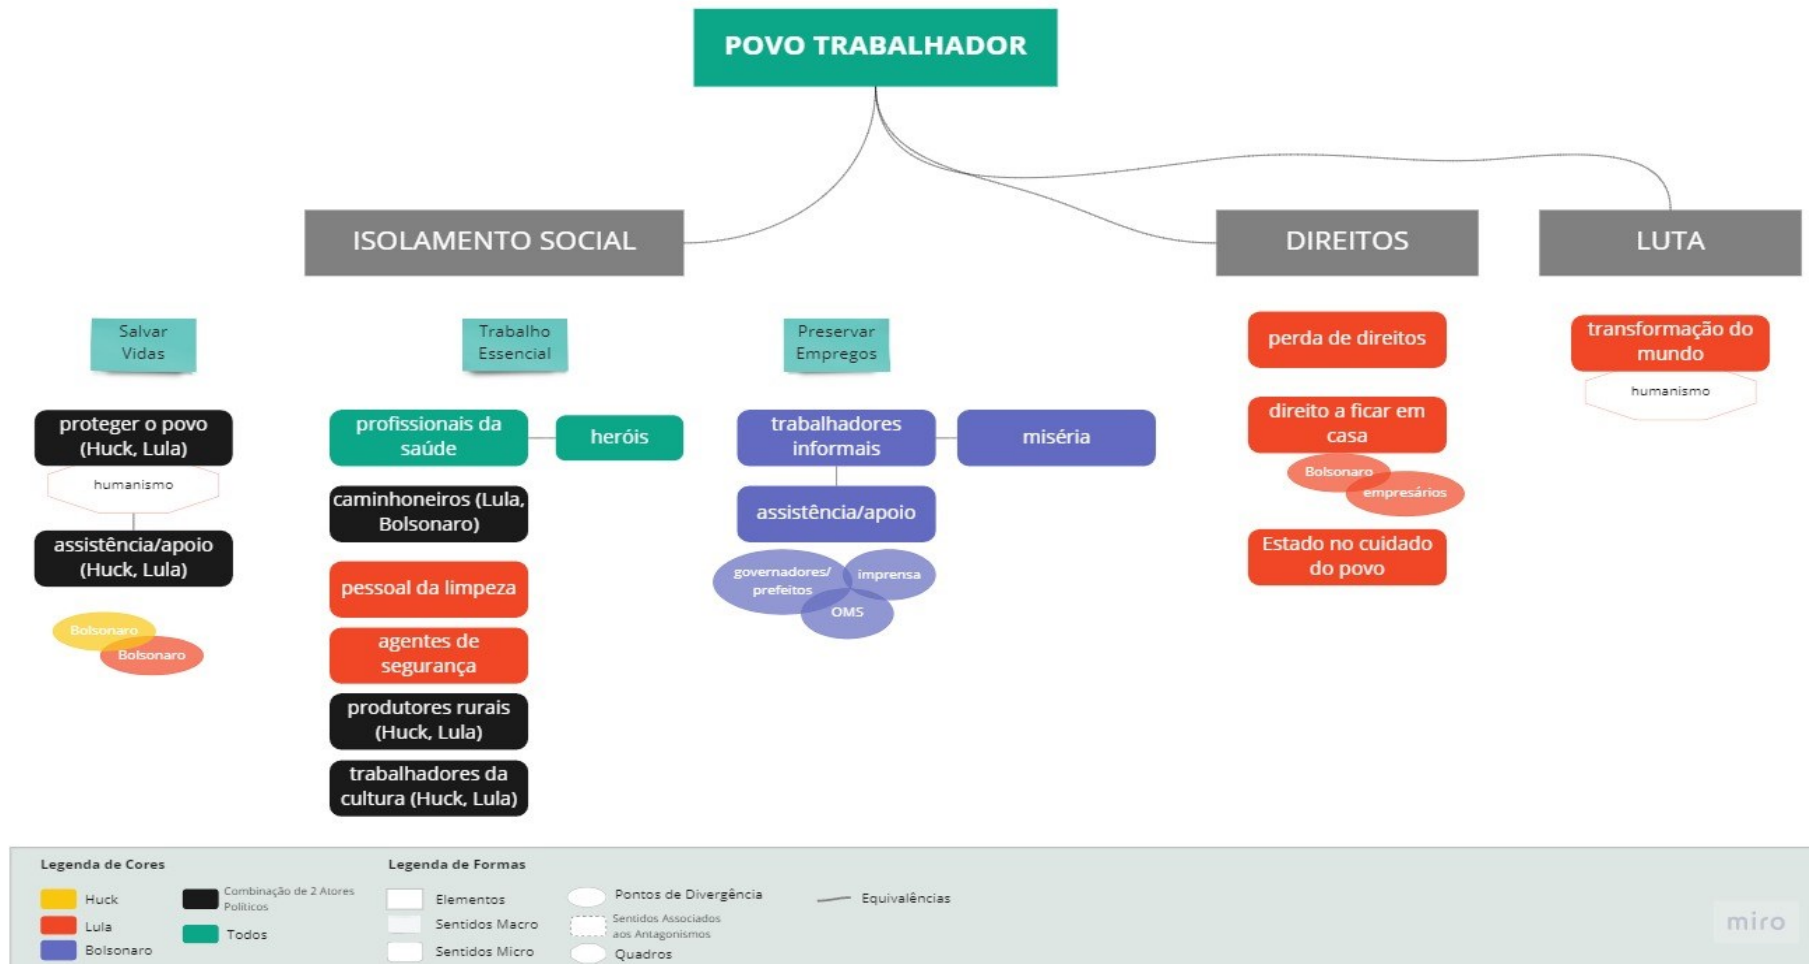 POVO TRABALHADOR
ISOLAMENTO SOCIAL
DIREITOS
LUTA
Salvar
Vidas
proteger o povo
(Huck, Lula)
humanismo
assistência/apoio
(Huck, Lula)
Bolsonaro
Bolsonaro
Trabalho
Essencial
profissionais da
saúde
heróis
caminhoneiros (Lula,
Bolsonaro)
pessoal da limpeza
agentes de
segurança
produtores rurais
(Huck, Lula)
trabalhadores da
cultura (Huck, Lula)
Preservar
Empregos
trabalhadores
informais
miséria
assistência/apoio
governadores/
prefeitos
imprensa
OMS
perda de direitos
direito a ficar em
casa
Bolsonaro
empresários
Estado no cuidado
do povo
transformação do
mundo
humanismo
Legenda de Cores
Huck
Lula
Bolsonaro
Combinação de 2 Atores
Políticos
Todos
Legenda de Formas
Elementos
Sentidos Macro
Sentidos Micro
Pontos de Divergência
Sentidos Associados
aos Antagonismos
Quadros
Equivalências
miro